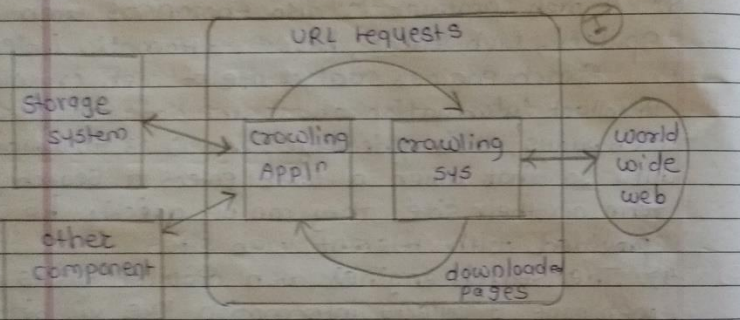 URL requests
I
storage
system
crawling
Appln
crawling
sys
world
wide
web
other
component
downloaded
pages